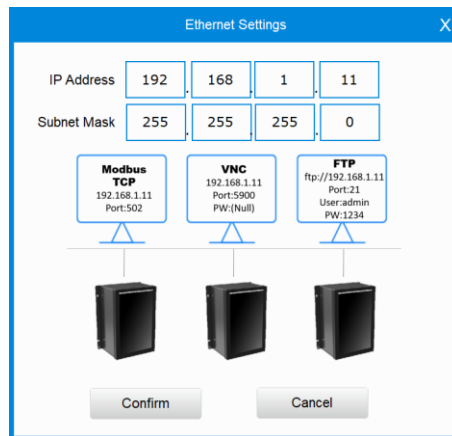 Ethernet Settings X
IP Address 192 . 168 . 1 . 11
Subnet Mask 255 . 255 . 255 . 0
Modbus
TCP
192.168.1.11
Port:502
VNC
192.168.1.11
Port:5900
PW:(Null)
FTP
ftp://192.168.1.11
Port:21
User:admin
PW:1234
Confirm Cancel